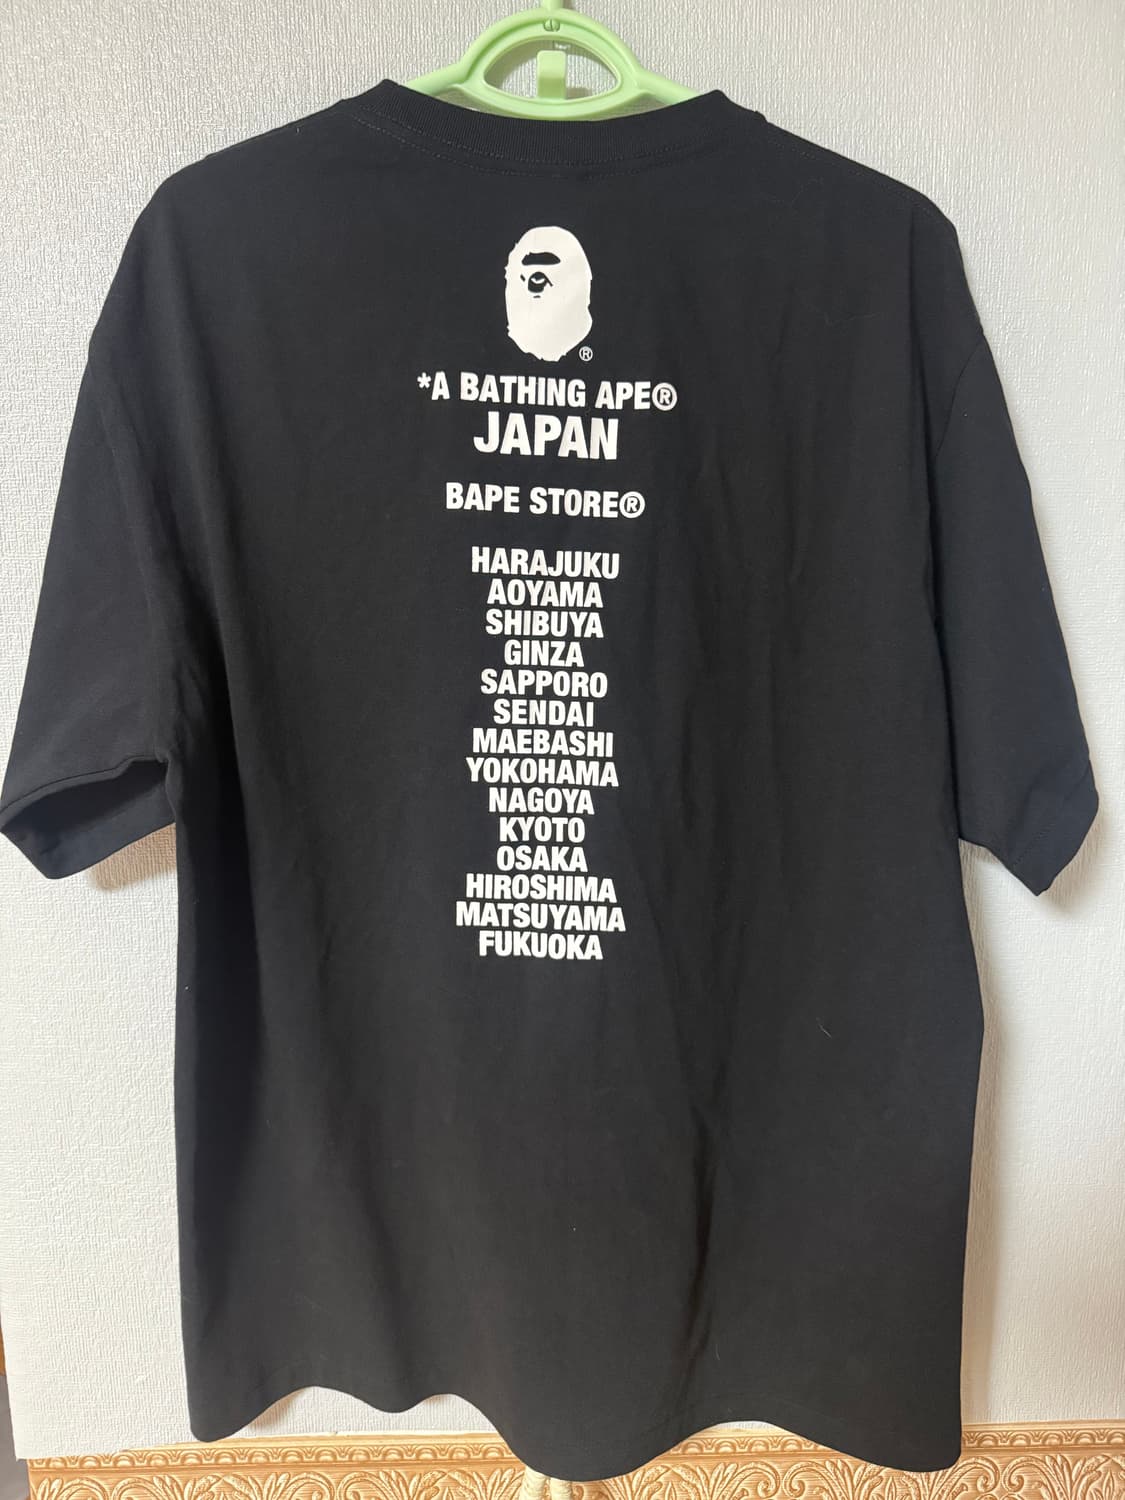 ®
*A BATHING APE®
JAPAN
BAPE STORE®
HARAJUKU
AOYAMA
SHIBUYA
GINZA
SAPPORO
SENDAI
MAEBASHI
YOKOHAMA
NAGOYA
KYOTO
OSAKA
HIROSHIMA
MATSUYAMA
FUKUOKA